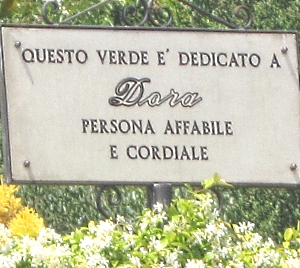 QUESTO VERDE E' DEDICATO A
Dora
PERSONA AFFABILE
E CORDIALE